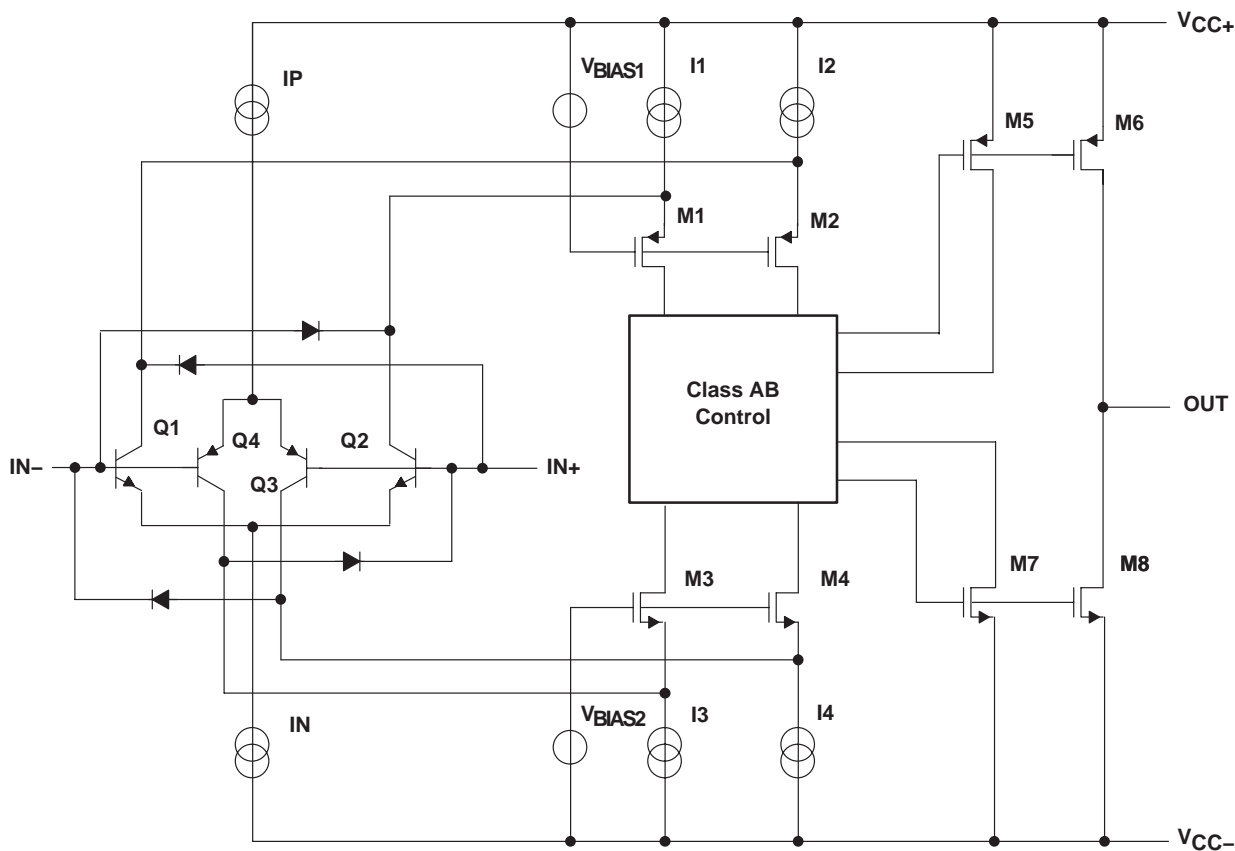 VCC+
IP
VBIAS1
I1
I2
M5
M6
M1
M2
Class AB
Control
OUT
Q1
Q4
Q2
IN–
Q3
IN+
M3
M4
M7
M8
IN
VBIAS2
I3
I4
VCC–